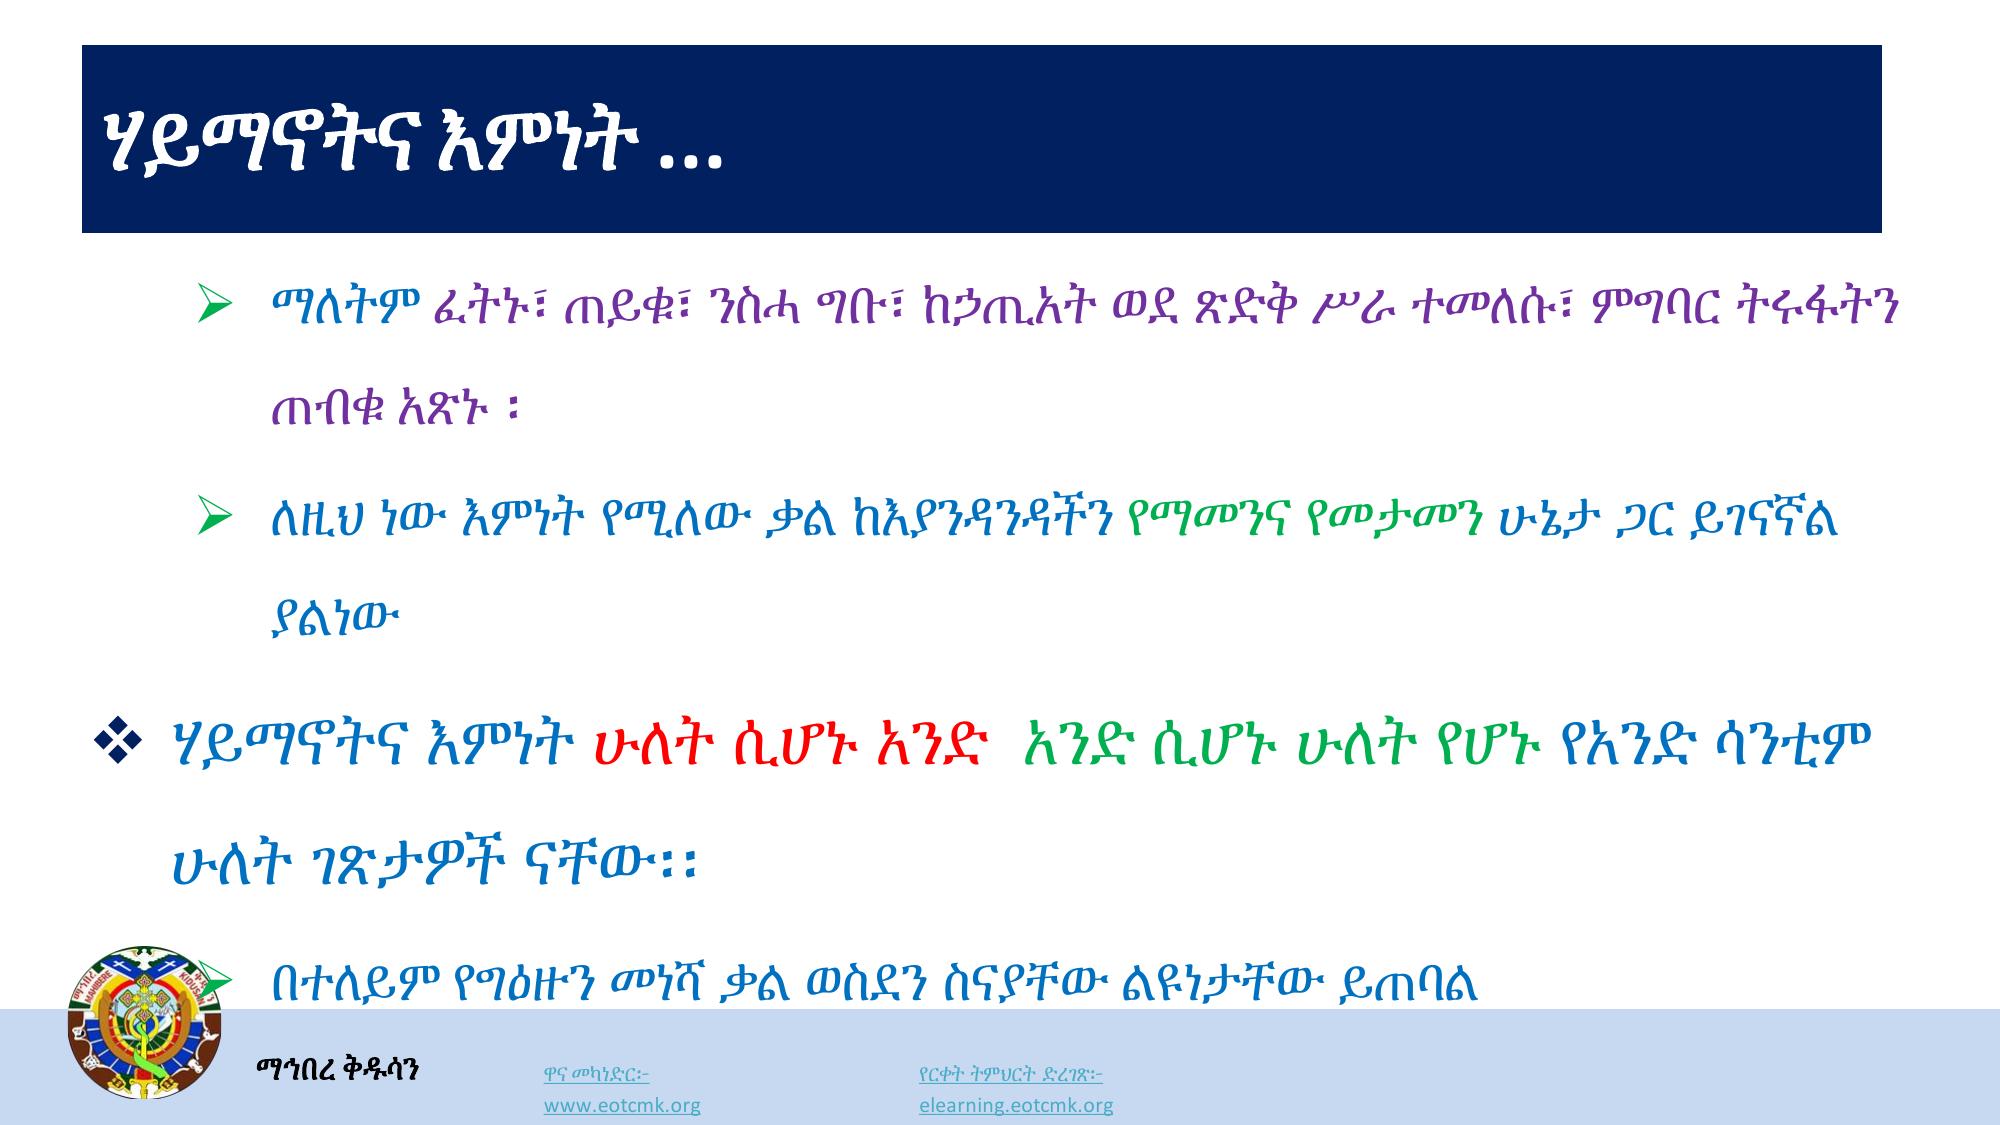 ሃይማኖትና እምነት ...
ማለትም ፈትኑ፣ ጠይቁ፣ ንስሓ ግቡ፣ ከኃጢአት ወደ ጽድቅ ሥራ ተመለሱ፣ ምግባር ትሩፋትን
ጠብቁ አጽኑ ፡
ለዚህ ነው እምነት የሚለው ቃል ከእያንዳንዳችን የማመንና የመታመን ሁኔታ ጋር ይገናኛል
ያልነው
ሃይማኖትና እምነት ሁለት ሲሆኑ አንድ አንድ ሲሆኑ ሁለት የሆኑ የአንድ ሳንቲም
ሁለት ገጽታዎች ናቸው፡፡
በተለይም የግዕዙን መነሻ ቃል ወስደን ስናያቸው ልዩነታቸው ይጠባል
ማኅበረ ቅዱሳን
ዋና መካነድር፡-
www.eotcmk.org
የርቀት ትምህርት ድረገጽ፡-
elearning.eotcmk.org